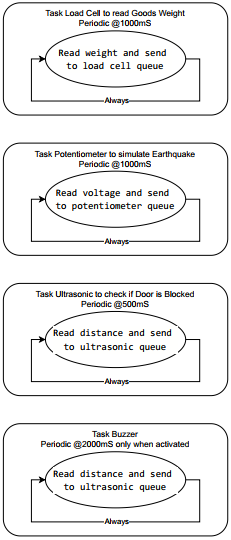 Task Load Cell to read Goods Weight
Periodic @1000mS
Read weight and send
to load cell queue
Always
Task Potentiometer to simulate Earthquake
Periodic @1000mS
Read voltage and send
to potentiometer queue
Always
Task Ultrasonic to check if Door is Blocked
Periodic @500mS
Read distance and send
to ultrasonic queue
Always
Task Buzzer
Periodic @2000mS only when activated
Read distance and send
to ultrasonic queue
Always